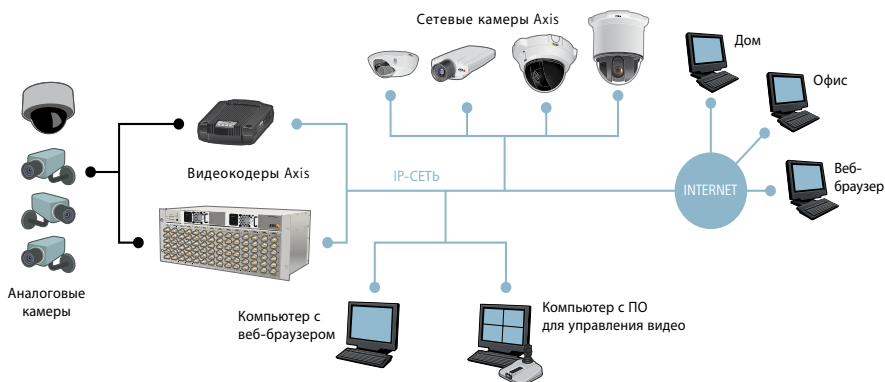 Сетевые камеры Axis
Дом
Офис
Видеокодеры Axis
IP-СЕТЬ
INTERNET
Веб-
браузер
Аналоговые
камеры
Компьютер с
веб-браузером
Компьютер с ПО
для управления видео